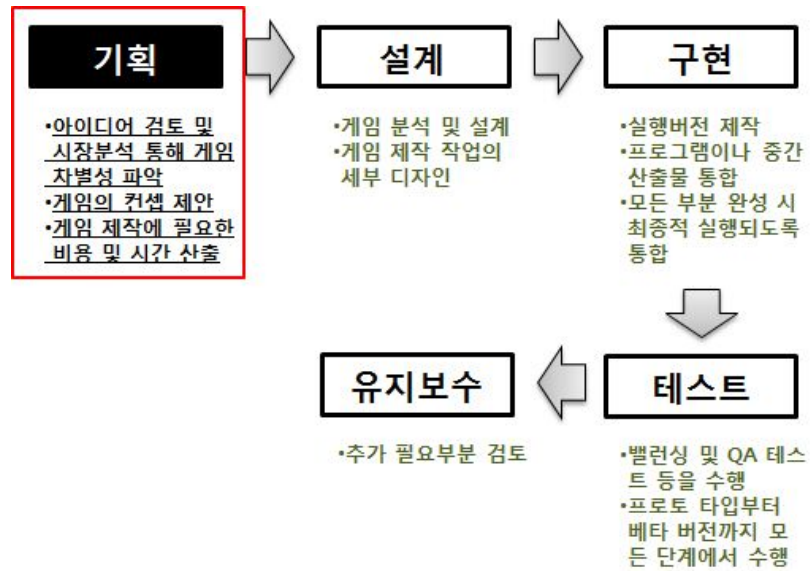 기획
•아이디어 검토 및
시장분석 통해 게임
차별성 파악
•게임의 컨셉 제안
•게임 제작에 필요한
비용 및 시간 산출
설계
•게임 분석 및 설계
•게임 제작 작업의
세부 디자인
구현
•실행버전 제작
•프로그램이나 중간
산출물 통합
•모든 부분 완성 시
최종적 실행되도록
통합
유지보수
•추가 필요부분 검토
테스트
•밸런싱 및 QA 테스
트 등을 수행
•프로토 타입부터
베타 버전까지 모
든 단계에서 수행